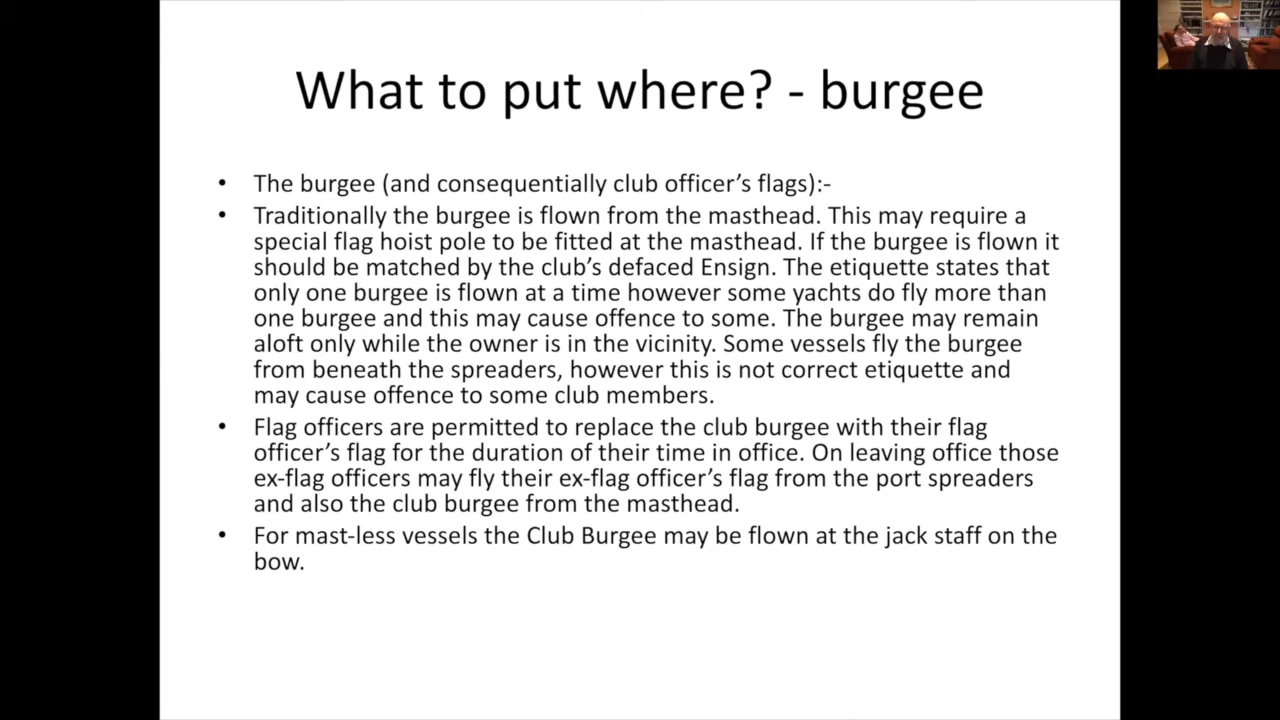 What to put where? - burgee
• The burgee (and consequentially club officer’s flags):-
• Traditionally the burgee is flown from the masthead. This may require a
special flag hoist pole to be fitted at the masthead. If the burgee is flown it
should be matched by the club’s defaced Ensign. The etiquette states that
only one burgee is flown at a time however some yachts do fly more than
one burgee and this may cause offence to some. The burgee may remain
aloft only while the owner is in the vicinity. Some vessels fly the burgee
from beneath the spreaders, however this is not correct etiquette and
may cause offence to some club members.
• Flag officers are permitted to replace the club burgee with their flag
officer’s flag for the duration of their time in office. On leaving office those
ex-flag officers may fly their ex-flag officer’s flag from the port spreaders
and also the club burgee from the masthead.
• For mast-less vessels the Club Burgee may be flown at the jack staff on the
bow.